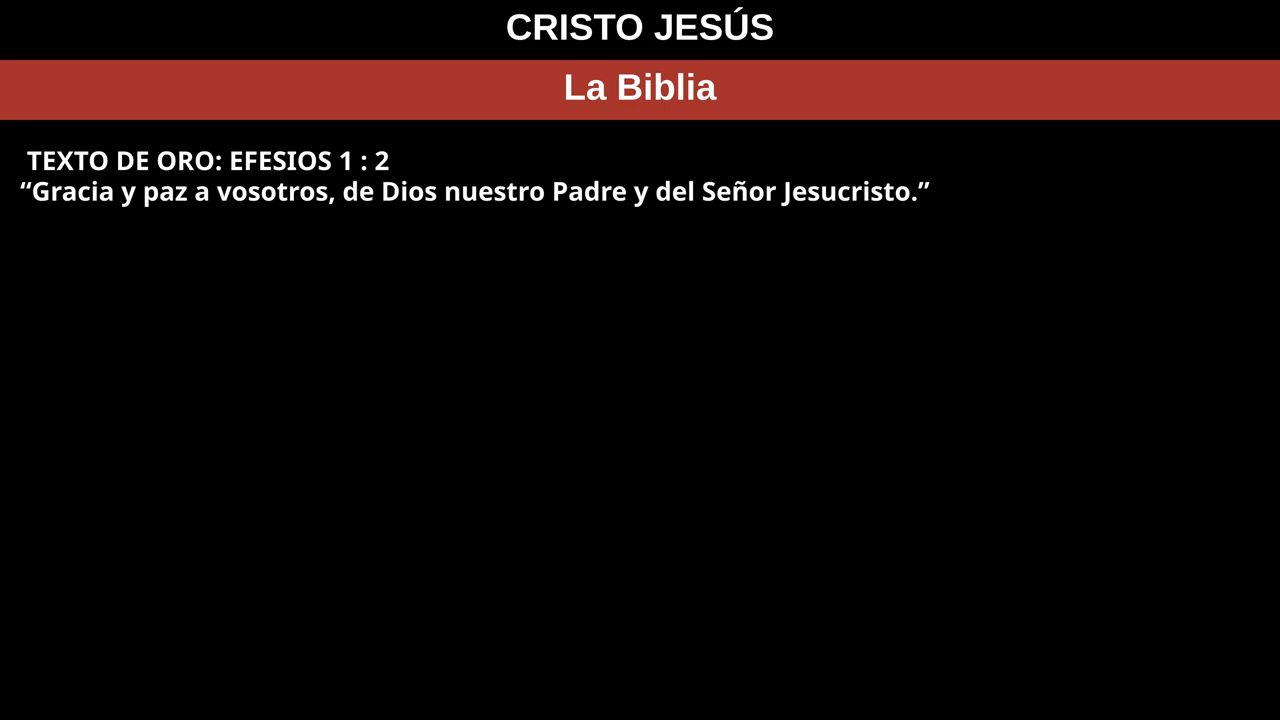 CRISTO JESÚS
La Biblia
TEXTO DE ORO: EFESIOS 1 : 2
“Gracia y paz a vosotros, de Dios nuestro Padre y del Señor Jesucristo.”